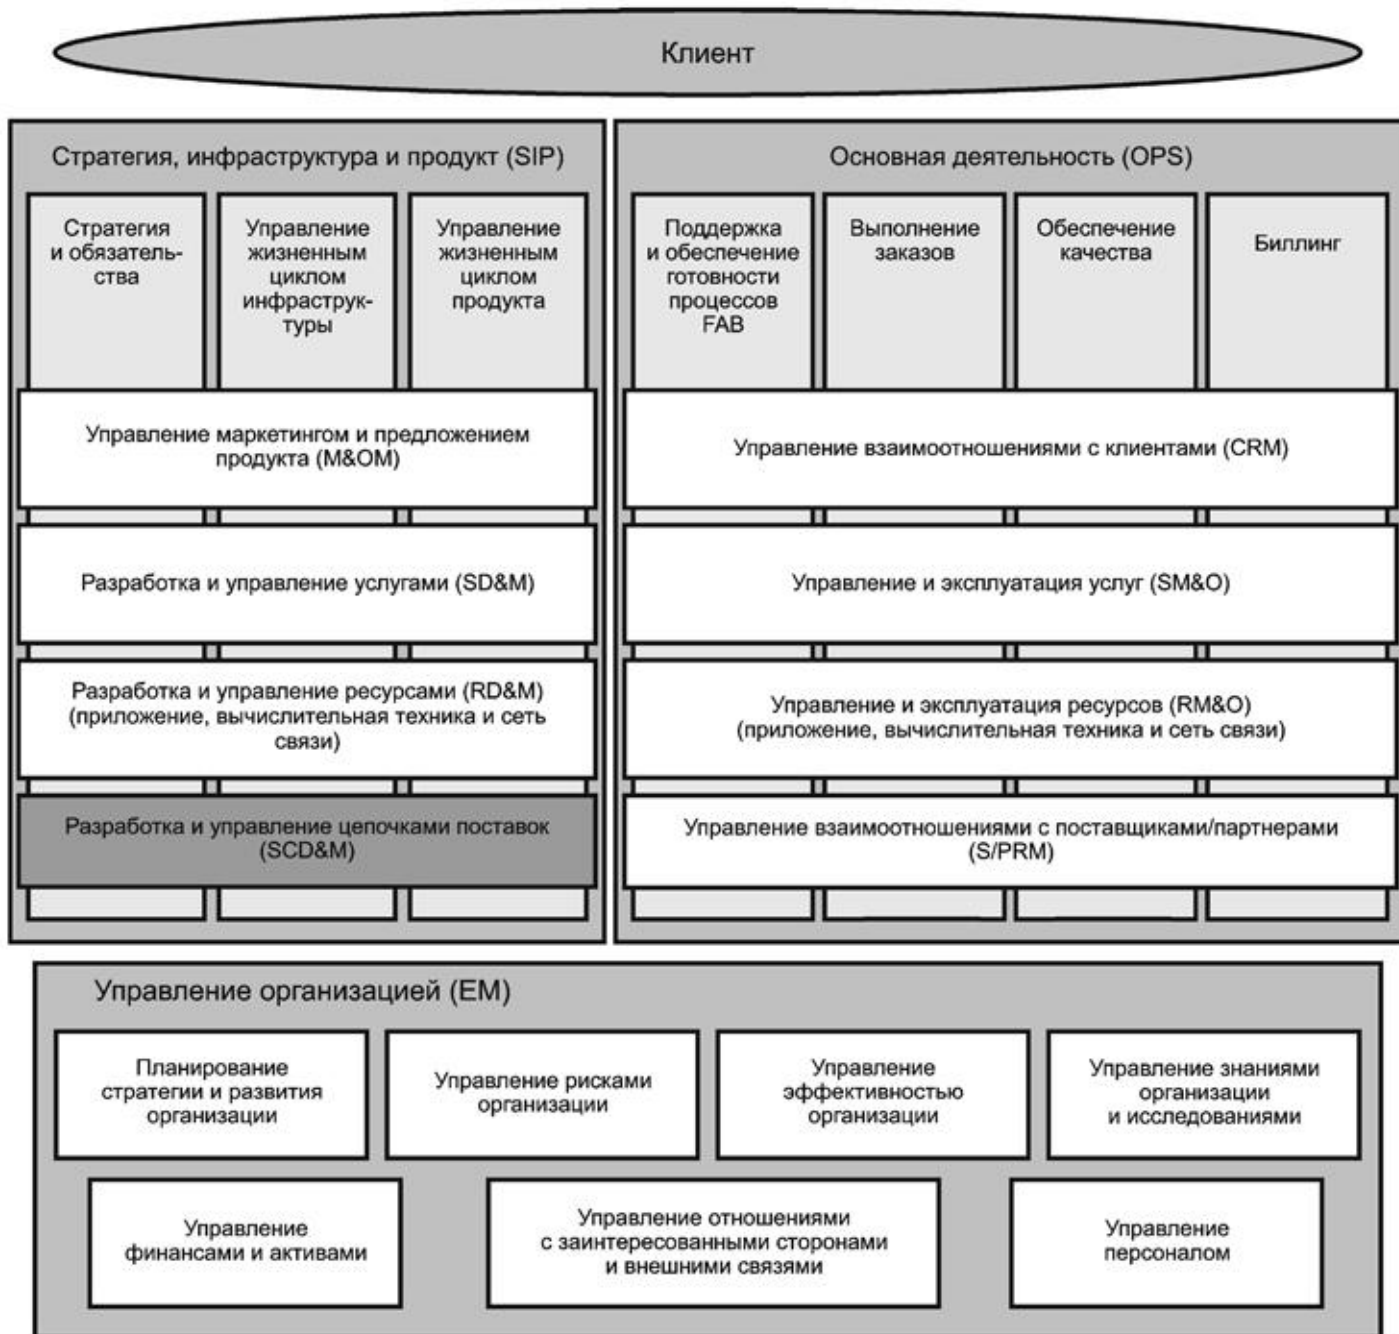 Клиент
Стратегия, инфраструктура и продукт (SIP)
Стратегия
и обязатель-
ства
Управление
жизненным
циклом
инфраструк-
туры
Управление
жизненным
циклом
продукта
Управление маркетингом и предложением
продукта (M&OM)
Разработка и управление услугами (SD&M)
Разработка и управление ресурсами (RD&M)
(приложение, вычислительная техника и сеть
связи)
Разработка и управление цепочками поставок
(SCD&M)
Основная деятельность (OPS)
Поддержка
и обеспечение
готовности
процессов
FAB
Выполнение
заказов
Обеспечение
качества
Биллинг
Управление взаимоотношениями с клиентами (CRM)
Управление и эксплуатация услуг (SM&O)
Управление и эксплуатация ресурсов (RM&O)
(приложение, вычислительная техника и сеть связи)
Управление взаимоотношениями с поставщиками/партнерами
(S/PRM)
Управление организацией (EM)
Планирование
стратегии и развития
организации
Управление рисками
организации
Управление
эффективностью
организации
Управление знаниями
организации
и исследованиями
Управление
финансами и активами
Управление отношениями
с заинтересованными сторонами
и внешними связями
Управление
персоналом